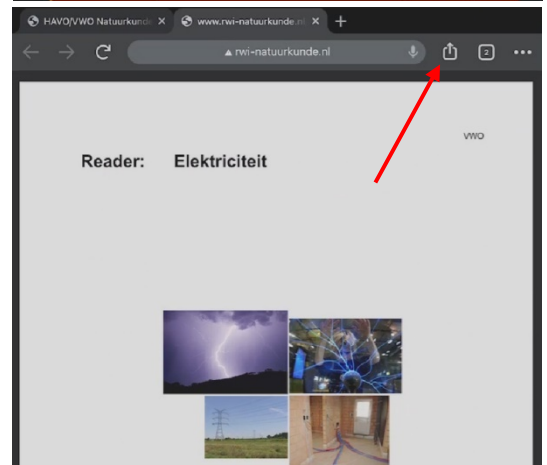 HAVO/VWO Natuurkunde
www.rwi-natuurkunde.nl
rwi-natuurkunde.nl
2
VWO
Reader: Elektriciteit